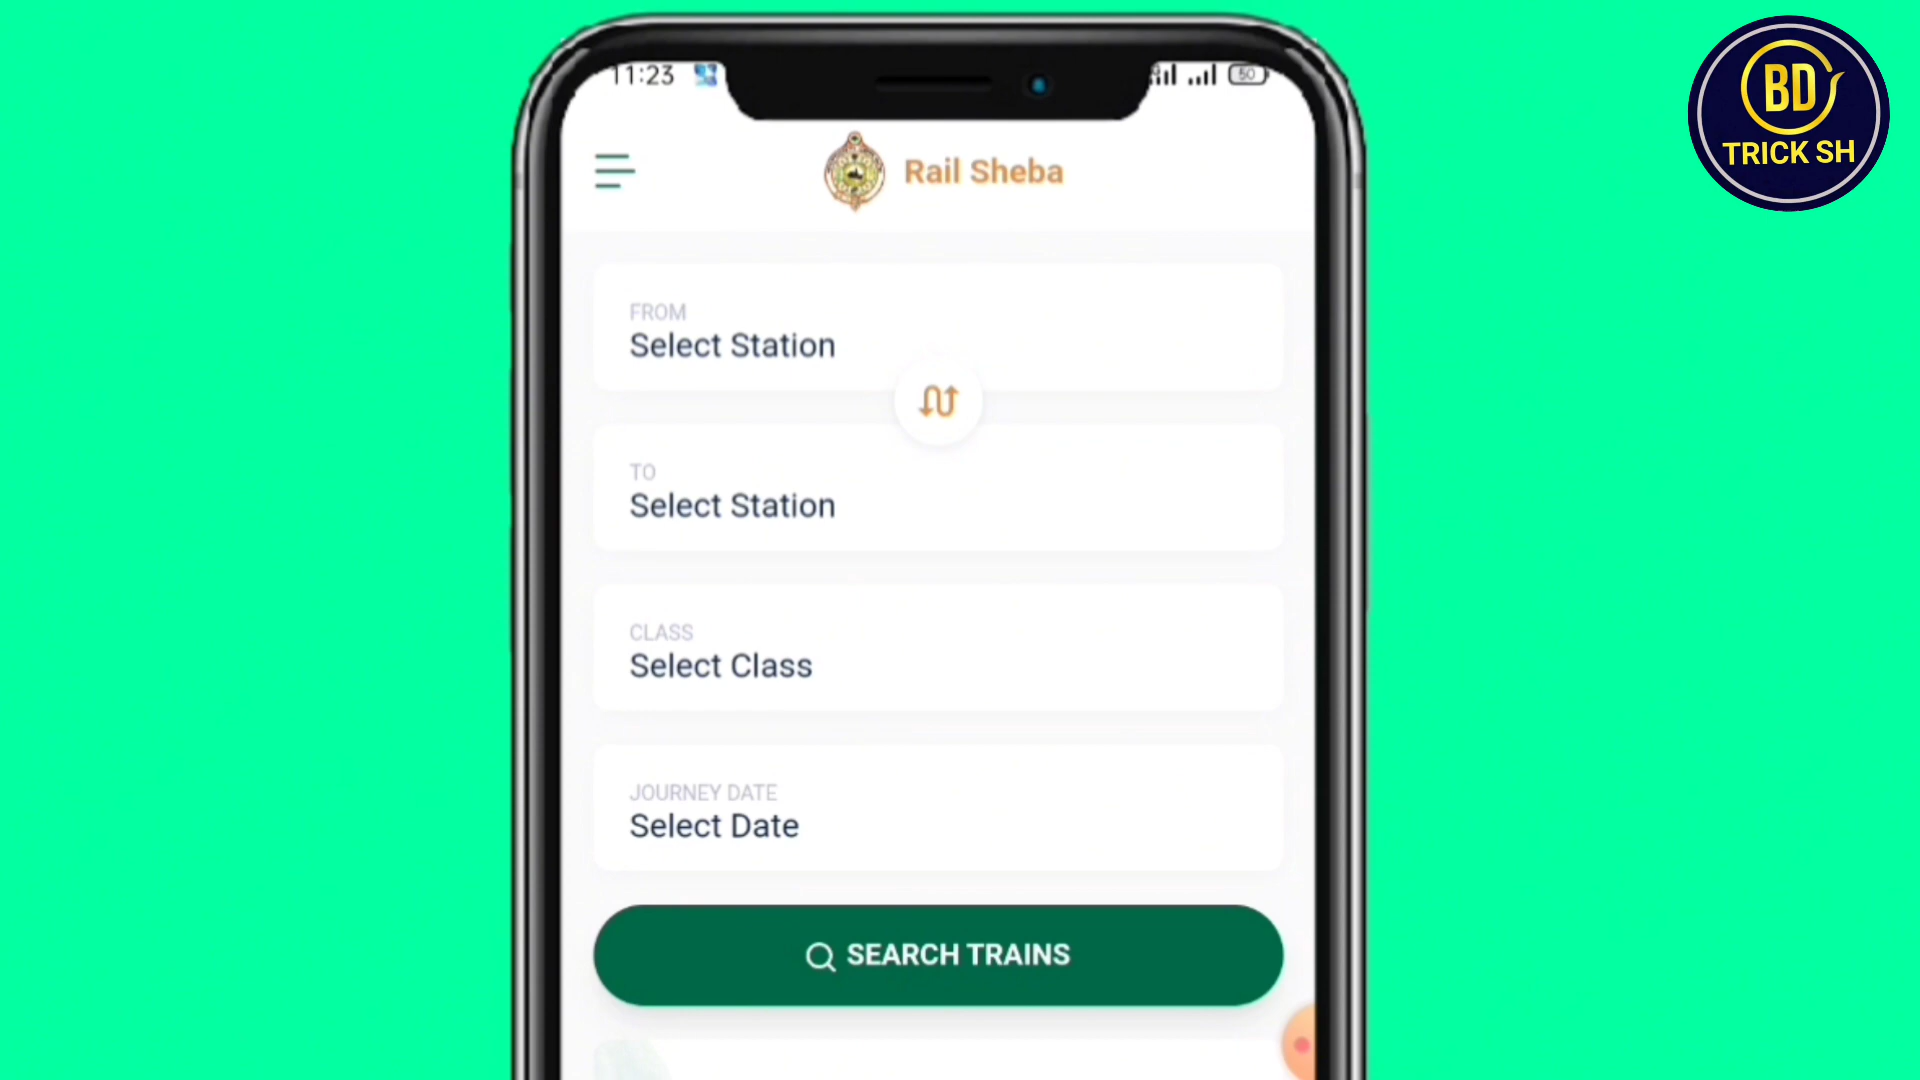 11:23
50
BD
TRICK SH
Rail Sheba
FROM
Select Station
TO
Select Station
CLASS
Select Class
JOURNEY DATE
Select Date
SEARCH TRAINS